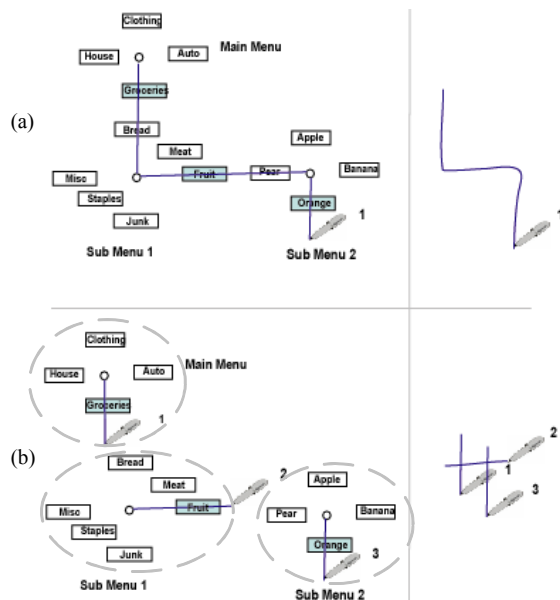 Clothing
Main Menu
House
Auto
Groceries
(a)
Bread
Meat
Apple
Misc
Fruit
Pear
Banana
Staples
Orange
Junk
1
1
Sub Menu 1
Sub Menu 2
Clothing
Main Menu
House
Auto
Groceries
1
(b)
Bread
2
Meat
Apple
Misc
Fruit
Pear
Banana
Staples
Orange
Junk
3
Sub Menu 1
Sub Menu 2
2
1
3